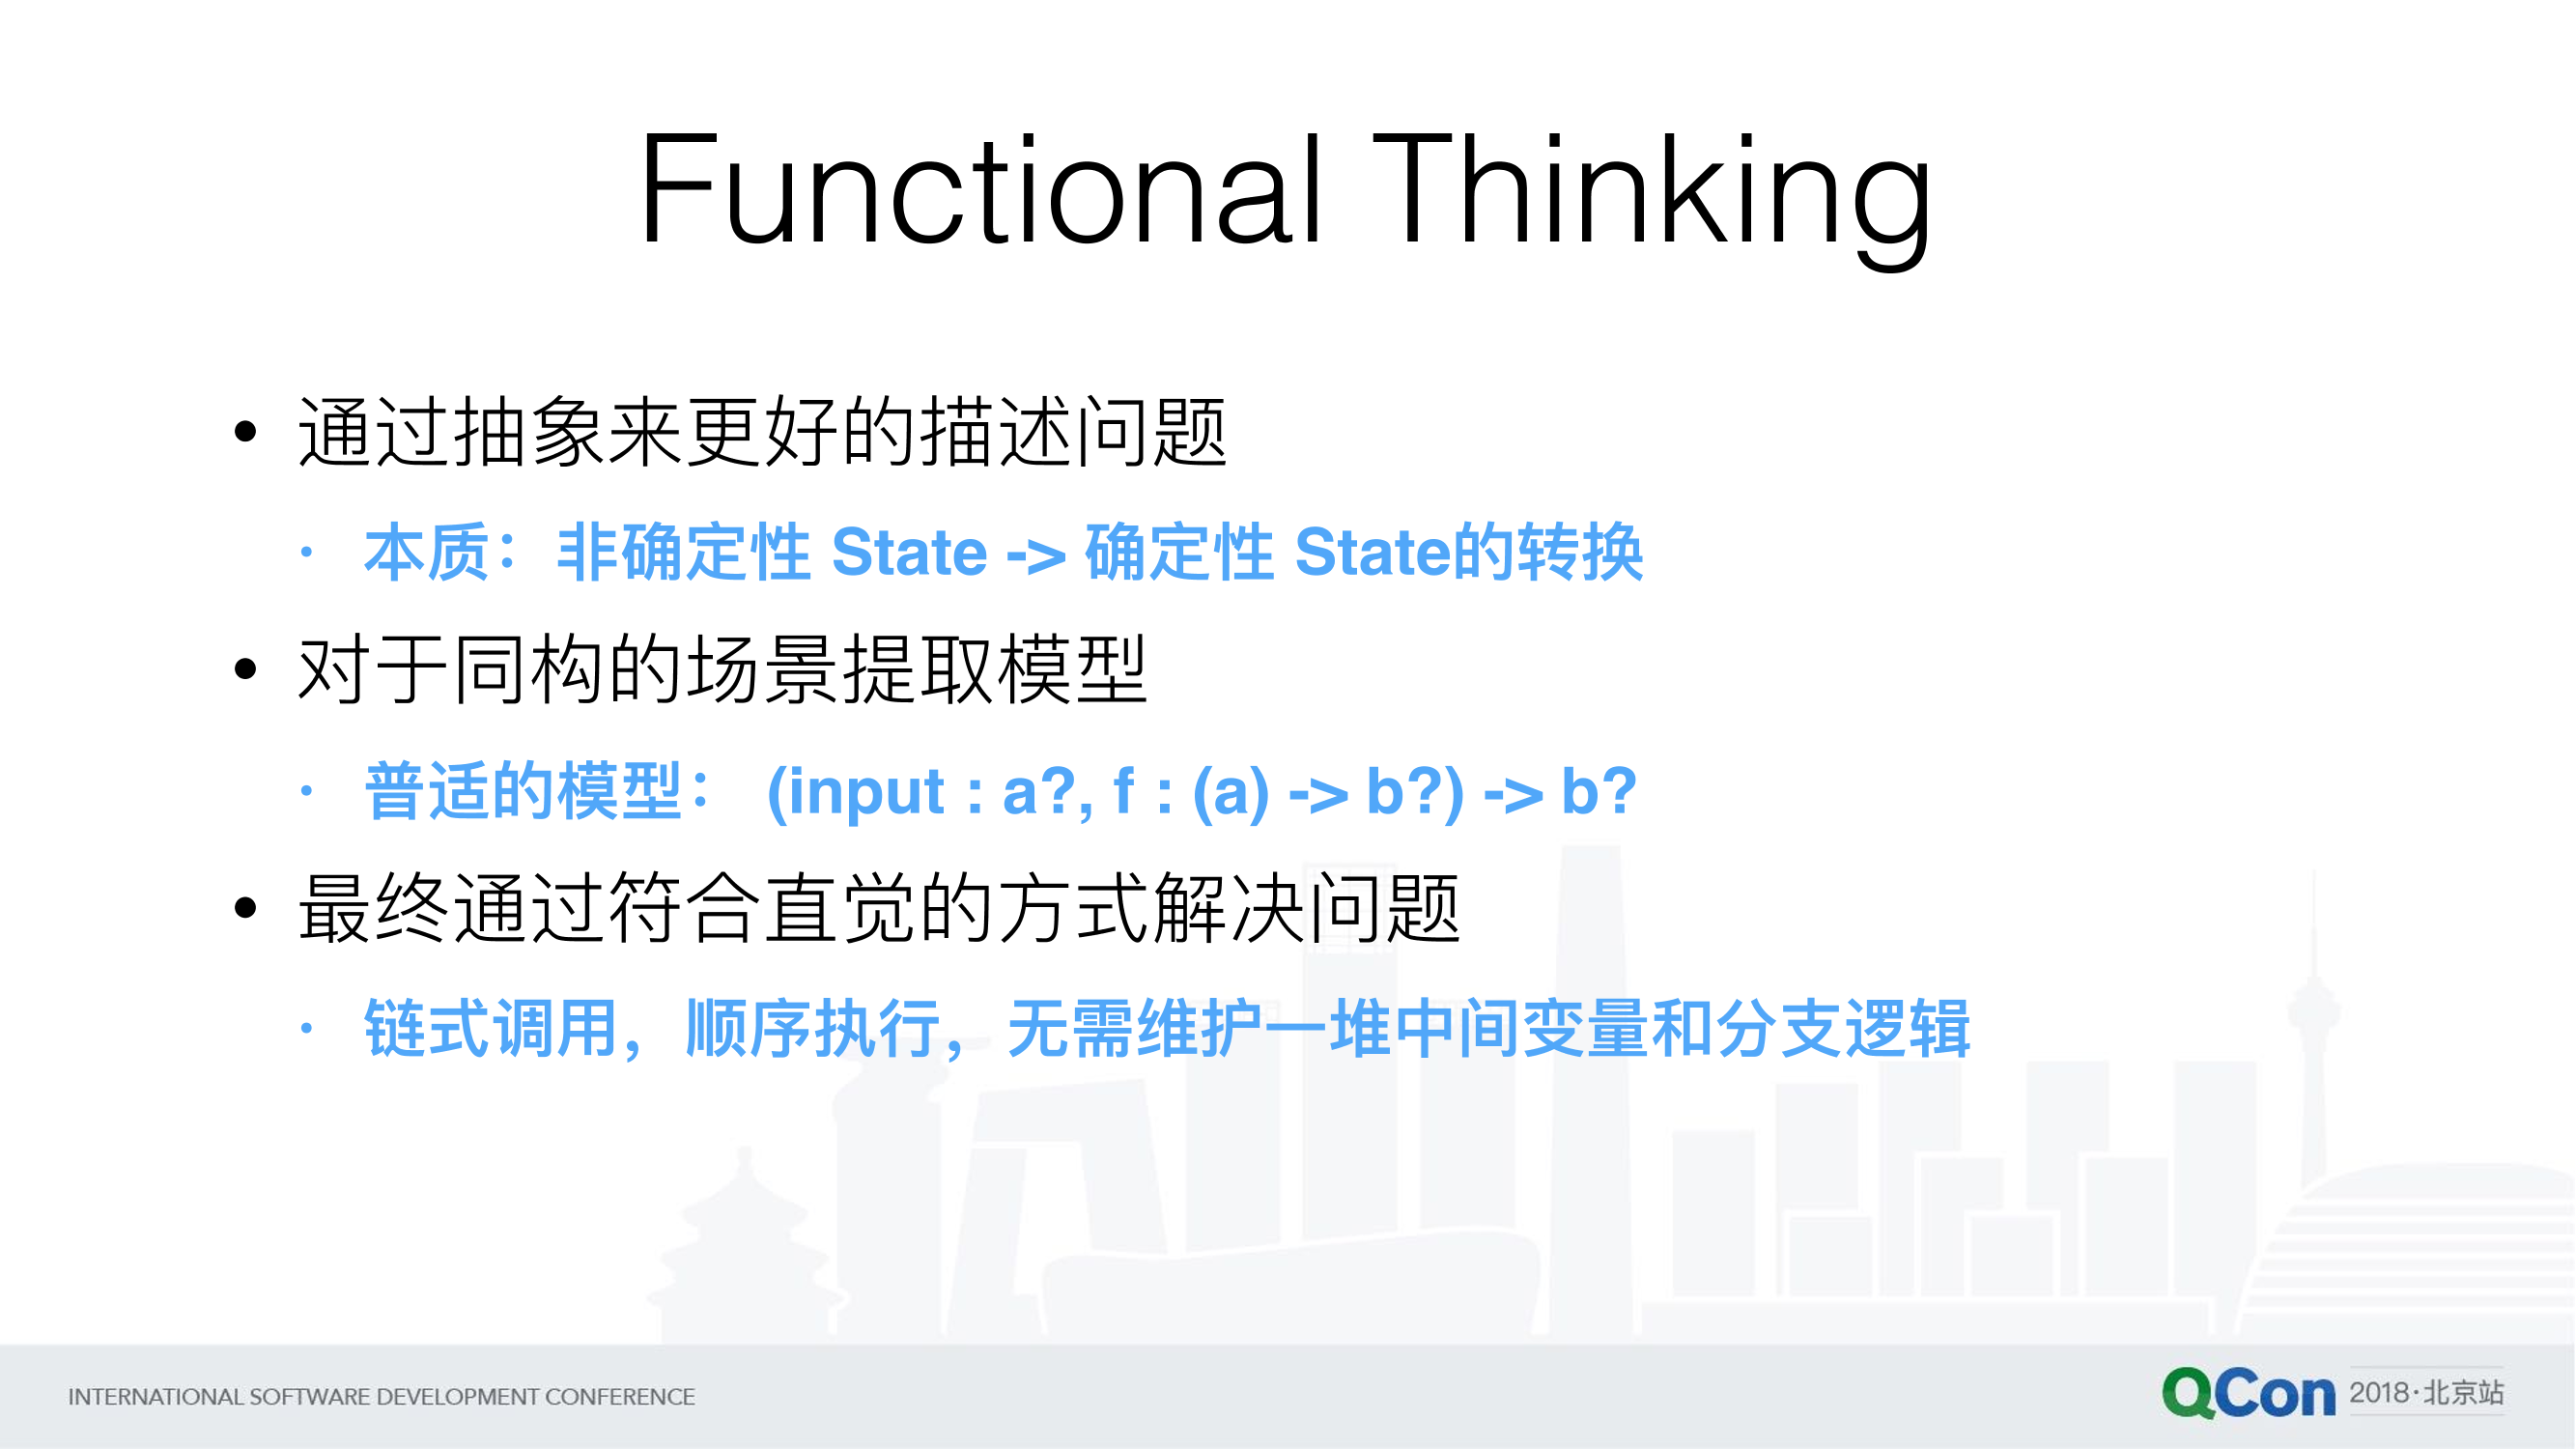 Functional Thinking
• 通过抽象来更好的描述问题
• 本质：非确定性 State -> 确定性 State的转换
• 对于同构的场景提取模型
• 普适的模型： (input : a?, f : (a) -> b?) -> b?
• 最终通过符合直觉的方式解决问题
• 链式调用，顺序执行，无需维护一堆中间变量和分支逻辑
INTERNATIONAL SOFTWARE DEVELOPMENT CONFERENCE
QCon 2018·北京站